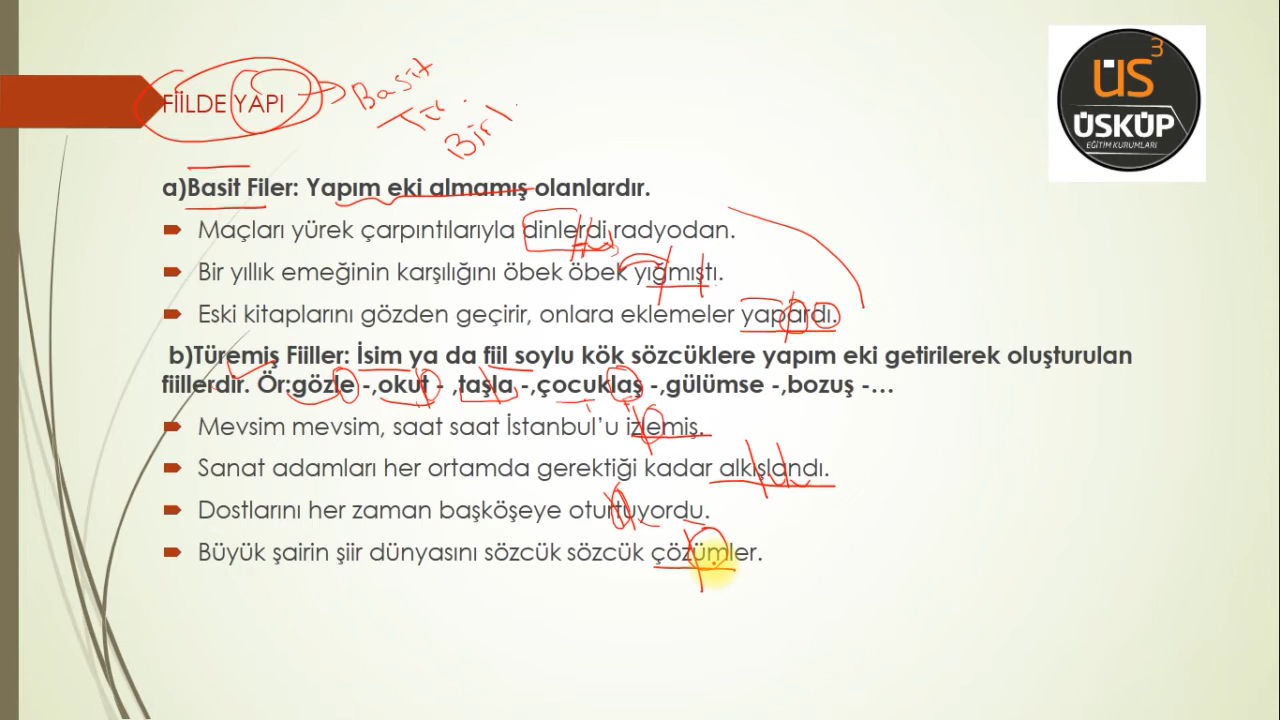 FİİLDE YAPI
Basit
Tü
Birl
ÜS3
ÜSKÜP
EĞİTİM KURUMLARI
a)Basit Filer: Yapım eki almamış olanlardır.
Maçları yürek çarpıntılarıyla dinlerdi radyodan.
Bir yıllık emeğinin karşılığını öbek öbek yığmıştı.
Eski kitaplarını gözden geçirir, onlara eklemeler yapardı.
b)Türemiş Fiiller: İsim ya da fiil soylu kök sözcüklere yapım eki getirilerek oluşturulan
fiillerdir. Ör:gözle -,okut - ,taşla -,çocuklaş -,gülümse -,bozuş -…
Mevsim mevsim, saat saat İstanbul’u izlemiş.
Sanat adamları her ortamda gerektiği kadar alkışlandı.
Dostlarını her zaman başköşeye oturtuyordu.
Büyük şairin şiir dünyasını sözcük sözcük çözümler.